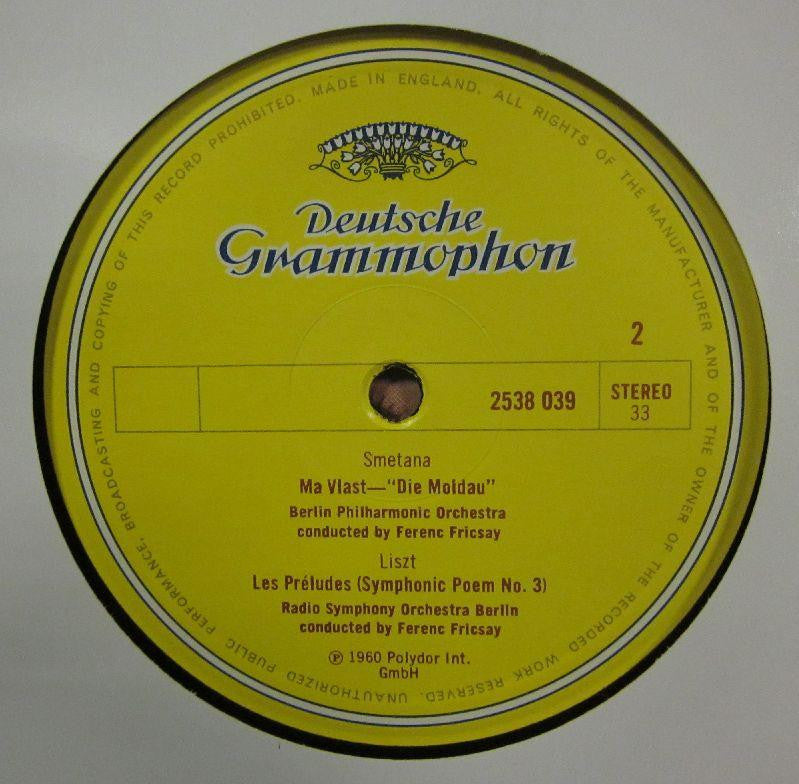 Deutsche
Grammophon
2
2538 039
STEREO
33
Smetana
Ma Vlast—"Die Moldau"
Berlin Philharmonic Orchestra
conducted by Ferenc Fricsay
Liszt
Les Préludes (Symphonic Poem No. 3)
Radio Symphony Orchestra Berlin
conducted by Ferenc Fricsay
℗ 1960 Polydor Int.
GmbH
MADE IN ENGLAND. ALL RIGHTS OF THE MANUFACTURER AND OF THE OWNER OF THE RECORDED WORK RESERVED. UNAUTHORIZED PUBLIC PERFORMANCE, BROADCASTING AND COPYING OF THIS RECORD PROHIBITED.